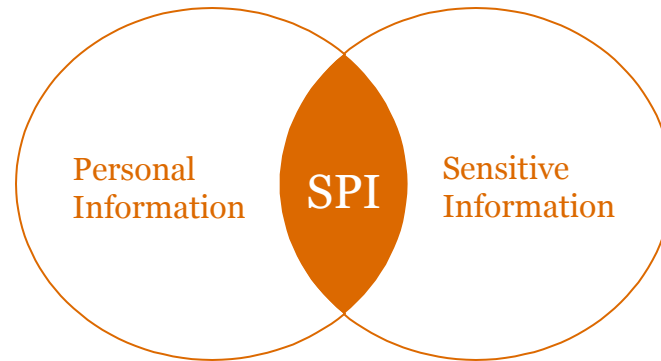 Personal
Information
SPI
Sensitive
Information